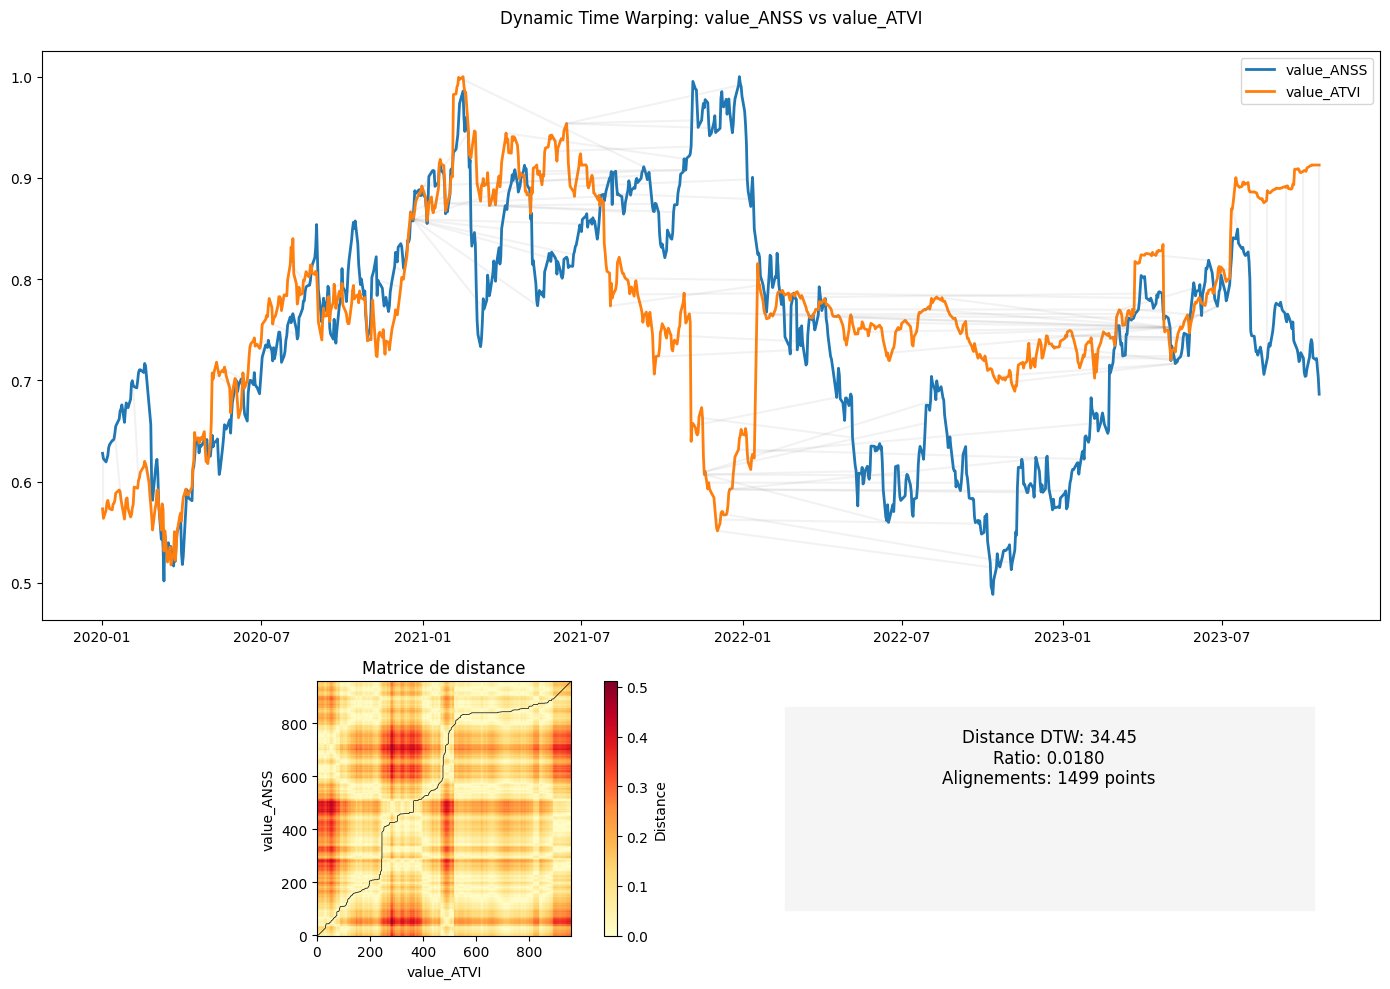 Dynamic Time Warping: value_ANSS vs value_ATVI
value_ANSS
value_ATVI
1.0
0.9
0.8
0.7
0.6
0.5
2020-01 2020-07 2021-01 2021-07 2022-01 2022-07 2023-01 2023-07
Matrice de distance
value_ANSS
800
600
400
200
0
0 200 400 600 800
value_ATVI
0.5
0.4
0.3
0.2
0.1
0.0
Distance
Distance DTW: 34.45
Ratio: 0.0180
Alignements: 1499 points